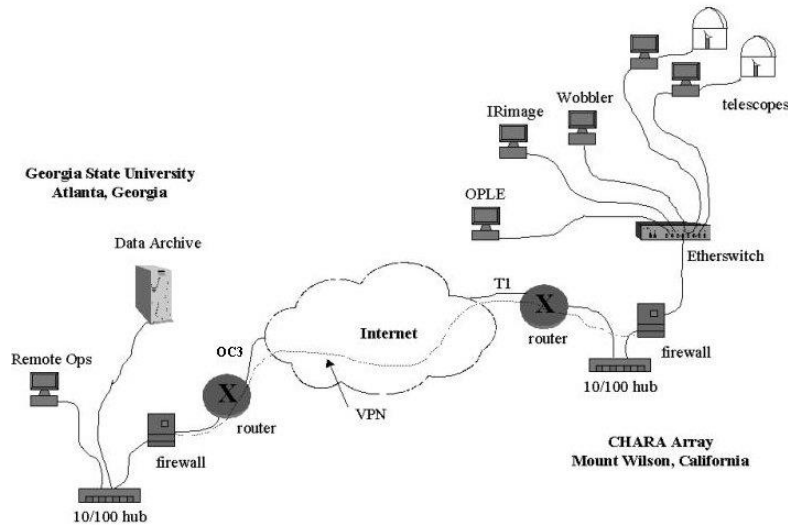 Wobbler
telescopes
IRimage
Georgia State University
Atlanta, Georgia
OPLE
Data Archive
Etherswitch
T1
X
Internet
router
firewall
OC3
Remote Ops
10/100 hub
X
VPN
router
firewall
CHARA Array
Mount Wilson, California
10/100 hub